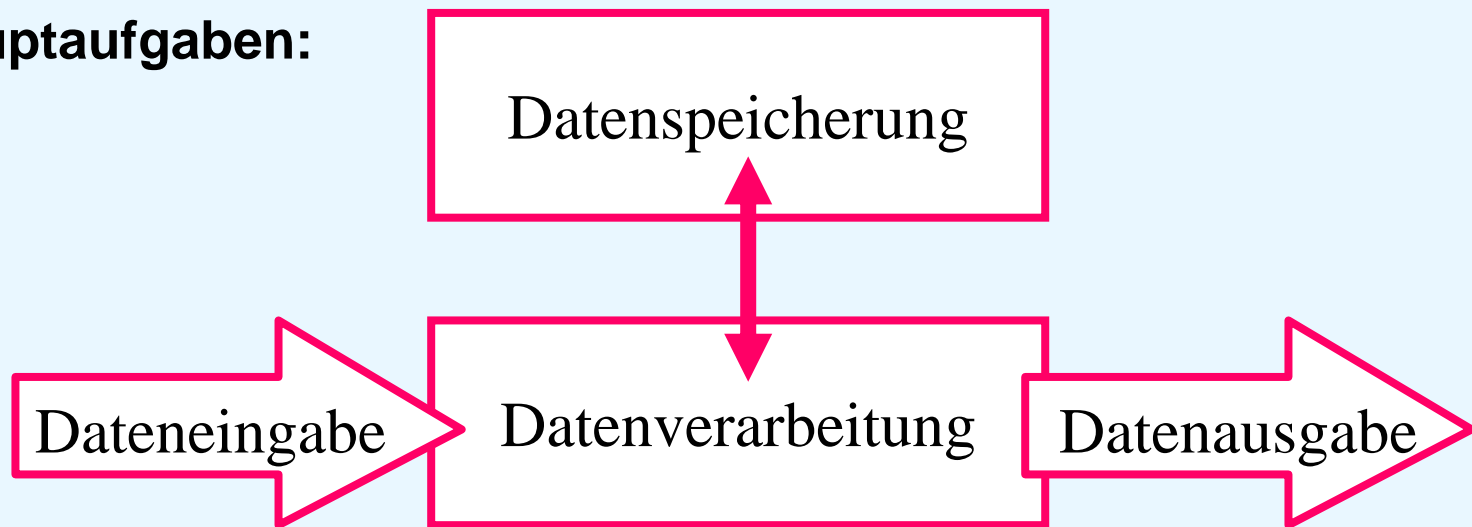 uptaufgaben:
Datenspeicherung
Dateneingabe
Datenverarbeitung
Datenausgabe